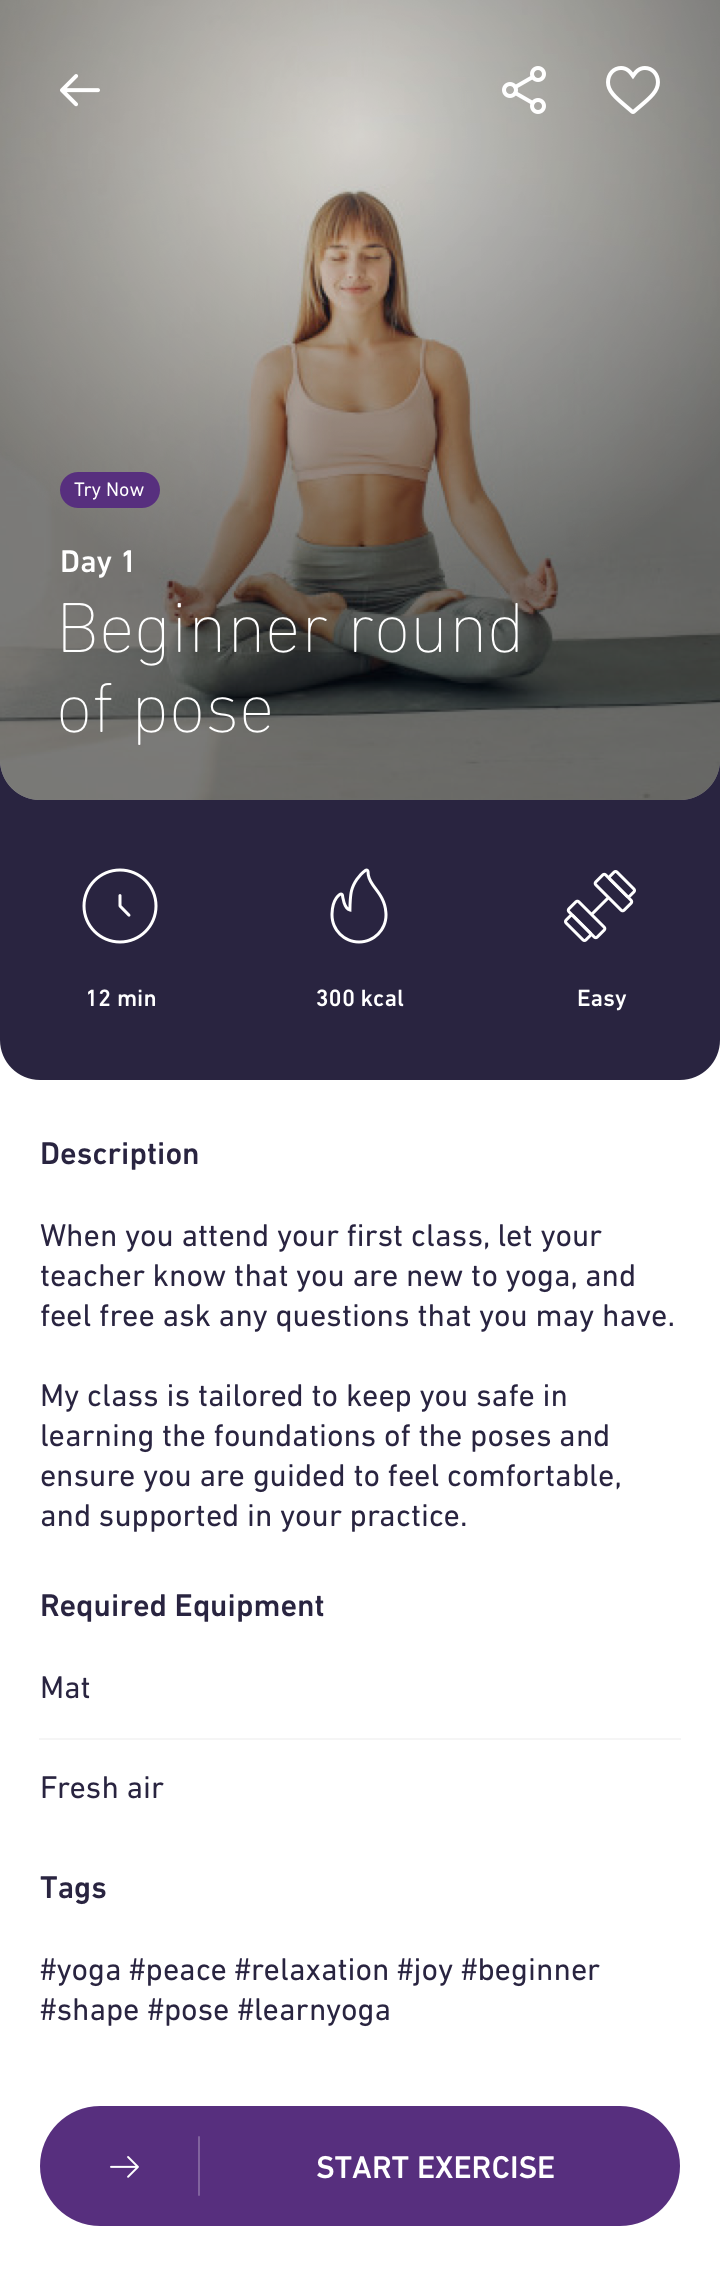 Try Now
Day 1
Beginner round
of pose
12 min
300 kcal
Easy
Description
When you attend your first class, let your
teacher know that you are new to yoga, and
feel free ask any questions that you may have.
My class is tailored to keep you safe in
learning the foundations of the poses and
ensure you are guided to feel comfortable,
and supported in your practice.
Required Equipment
Mat
Fresh air
Tags
#yoga #peace #relaxation #joy #beginner
#shape #pose #learnyoga
START EXERCISE